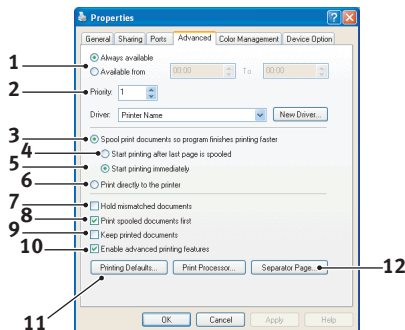 Properties
General Sharing Ports Advanced Color Management Device Option
1 Always available
Available from 00:00 To 00:00
2 Priority: 1
Driver: Printer Name New Driver...
3 Spool print documents so program finishes printing faster
4 Start printing after last page is spooled
5 Start printing immediately
6 Print directly to the printer
7 Hold mismatched documents
8 Print spooled documents first
9 Keep printed documents
10 Enable advanced printing features
Printing Defaults... Print Processor... Separator Page... 12
11
OK Cancel Apply Help